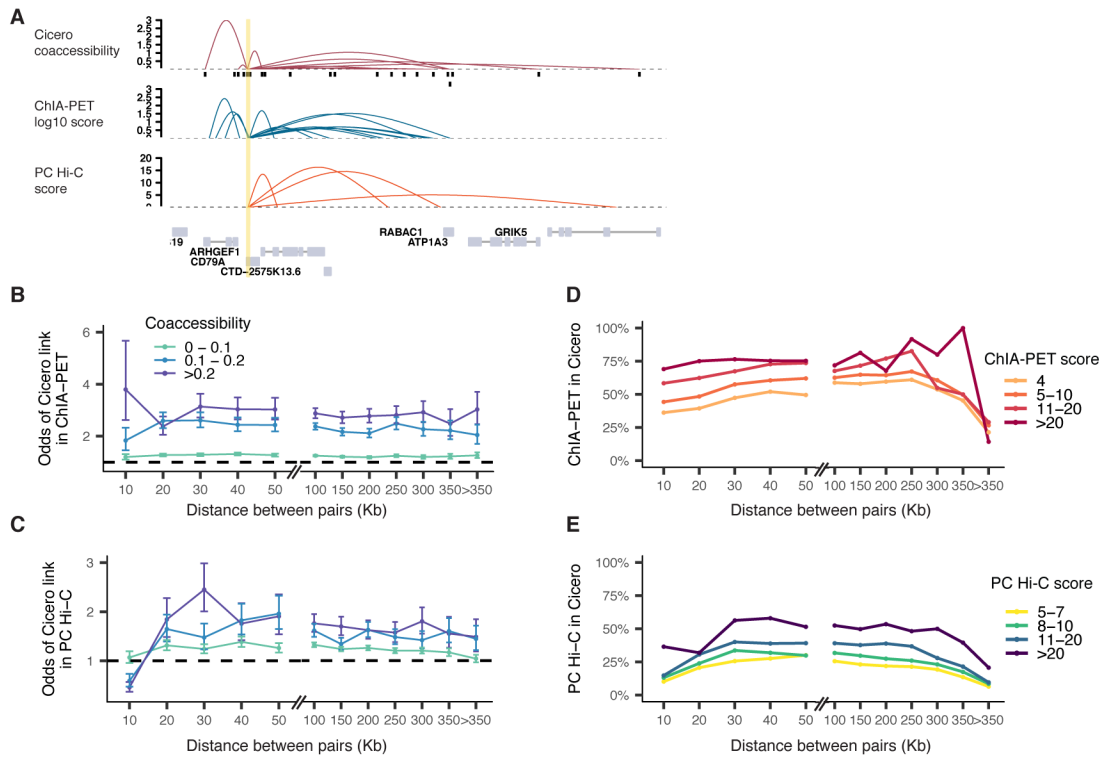 A
Cicero
coaccessibility
3
2.5
2
1.5
1
0.5
ChIA-PET
log10 score
3
2.5
2
1.5
1
0.5
PC Hi-C
score
20
15
10
5
0
RABAC1
GRIK5
:19
ATP1A3
ARHGEF1
CD79A
CTD-2575K13.6
B
Odds of Cicero link
in ChIA-PET
Coaccessibility
0 – 0.1
0.1 – 0.2
>0.2
6
4
2
10 20 30 40 50 100 150 200 250 300 350 >350
Distance between pairs (Kb)
C
Odds of Cicero link
in PC Hi-C
3
2
1
10 20 30 40 50 100 150 200 250 300 350 >350
Distance between pairs (Kb)
D
ChIA-PET in Cicero
100%
75%
50%
25%
0%
ChIA-PET score
4
5-10
11-20
>20
10 20 30 40 50 100 150 200 250 300 350 >350
Distance between pairs (Kb)
E
PC Hi-C in Cicero
100%
75%
50%
25%
0%
PC Hi-C score
5-7
8-10
11-20
>20
10 20 30 40 50 100 150 200 250 300 350 >350
Distance between pairs (Kb)